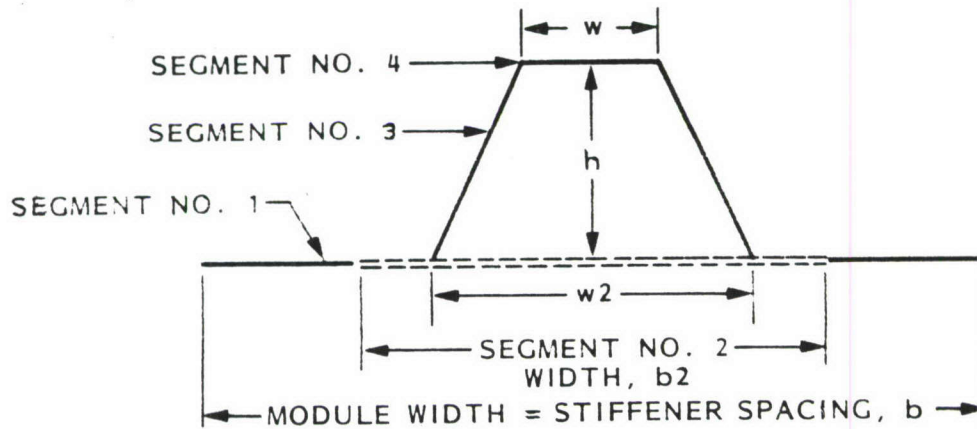 w
SEGMENT NO. 4
SEGMENT NO. 3
h
SEGMENT NO. 1
w2
SEGMENT NO. 2
WIDTH, b2
MODULE WIDTH = STIFFENER SPACING, b